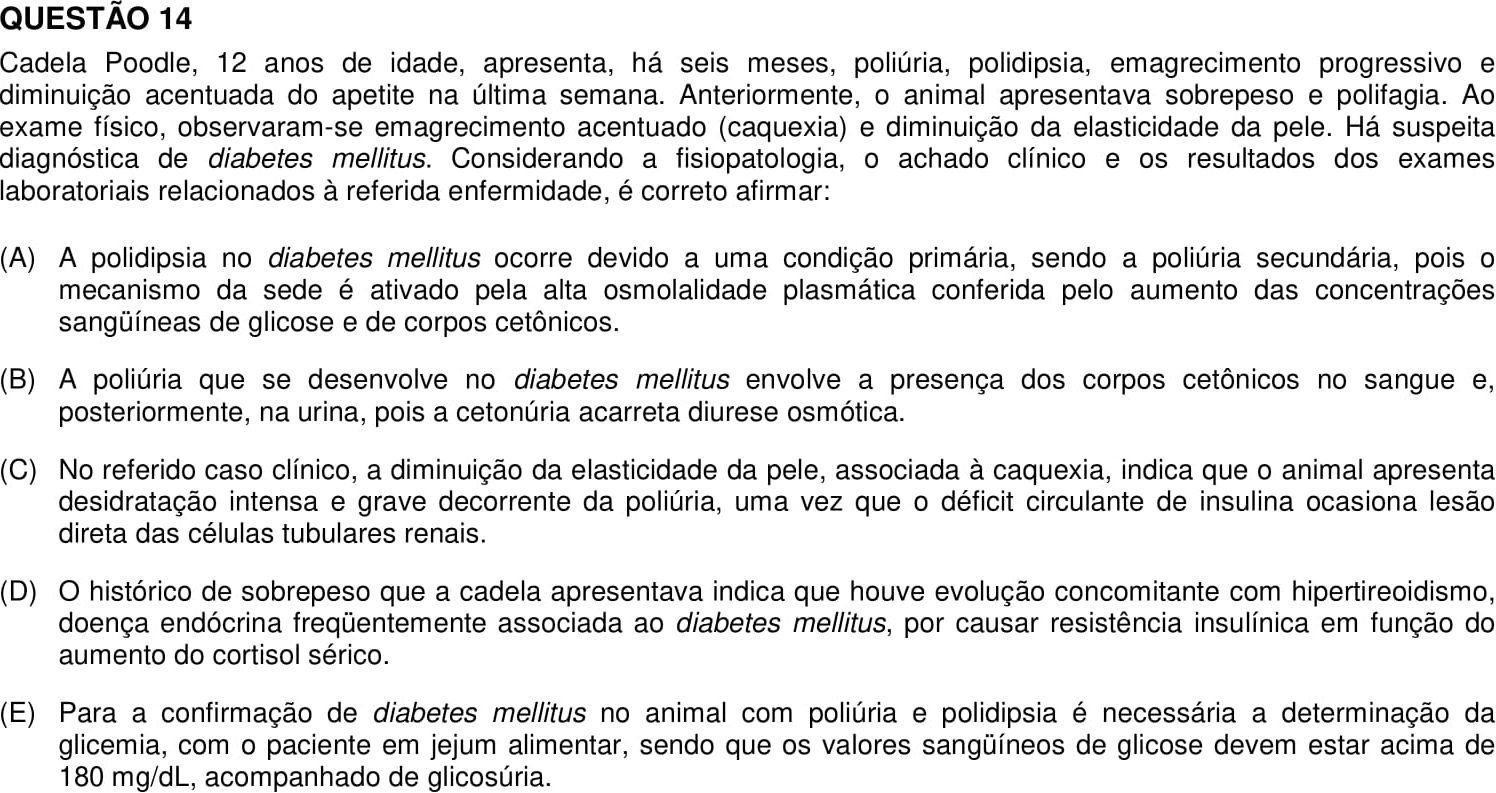 QUESTÃO 14
Cadela Poodle, 12 anos de idade, apresenta, há seis meses, poliúria, polidipsia, emagrecimento progressivo e
diminuição acentuada do apetite na última semana. Anteriormente, o animal apresentava sobrepeso e polifagia. Ao
exame físico, observaram-se emagrecimento acentuado (caquexia) e diminuição da elasticidade da pele. Há suspeita
diagnóstica de diabetes mellitus. Considerando a fisiopatologia, o achado clínico e os resultados dos exames
laboratoriais relacionados à referida enfermidade, é correto afirmar:
(A) A polidipsia no diabetes mellitus ocorre devido a uma condição primária, sendo a poliúria secundária, pois o
mecanismo da sede é ativado pela alta osmolalidade plasmática conferida pelo aumento das concentrações
sangüíneas de glicose e de corpos cetônicos.
(B) A poliúria que se desenvolve no diabetes mellitus envolve a presença dos corpos cetônicos no sangue e,
posteriormente, na urina, pois a cetonúria acarreta diurese osmótica.
(C) No referido caso clínico, a diminuição da elasticidade da pele, associada à caquexia, indica que o animal apresenta
desidratação intensa e grave decorrente da poliúria, uma vez que o déficit circulante de insulina ocasiona lesão
direta das células tubulares renais.
(D) O histórico de sobrepeso que a cadela apresentava indica que houve evolução concomitante com hipertireoidismo,
doença endócrina freqüentemente associada ao diabetes mellitus, por causar resistência insulínica em função do
aumento do cortisol sérico.
(E) Para a confirmação de diabetes mellitus no animal com poliúria e polidipsia é necessária a determinação da
glicemia, com o paciente em jejum alimentar, sendo que os valores sangüíneos de glicose devem estar acima de
180 mg/dL, acompanhado de glicosúria.